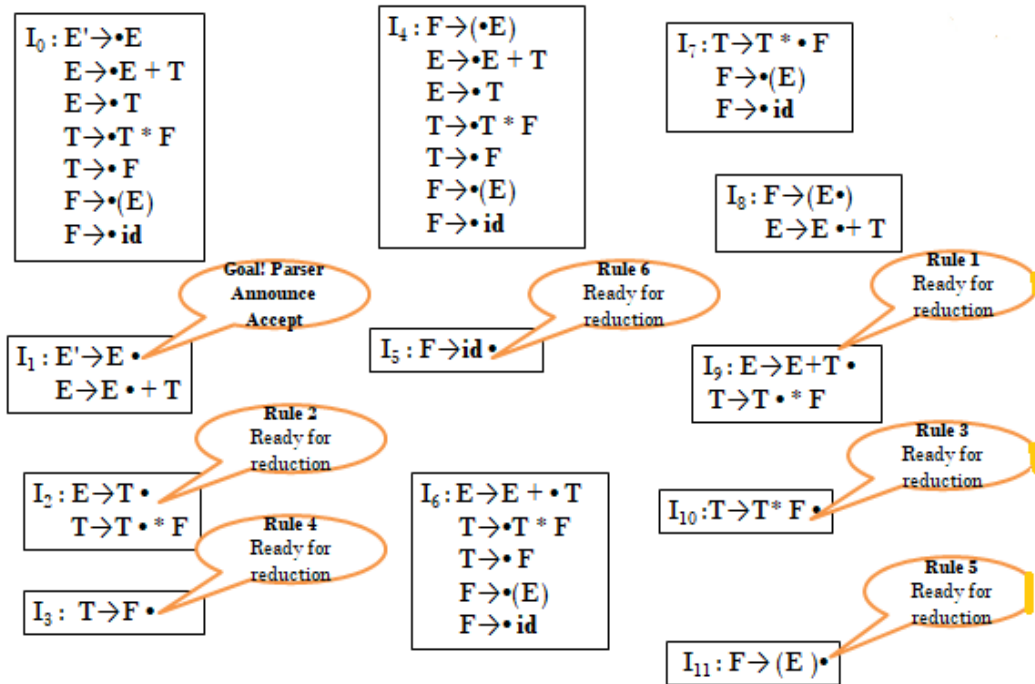 I0 : E'→•E
E→•E + T
E→• T
T→•T * F
T→• F
F→•(E)
F→• id
Goal! Parser
Announce
Accept
I1 : E'→E •
E→E • + T
Rule 2
Ready for
reduction
I2 : E→T •
T→T • * F
Rule 4
Ready for
reduction
I3 : T→F •
I4 : F→(•E)
E→•E + T
E→• T
T→•T * F
T→• F
F→•(E)
F→• id
Rule 6
Ready for
reduction
I5 : F→id •
I6 : E→E + • T
T→•T * F
T→• F
F→•(E)
F→• id
I7 : T→T * • F
F→•(E)
F→• id
I8 : F→(E•)
E→E •+ T
Rule 1
Ready for
reduction
I9 : E→E+T •
T→T • * F
Rule 3
Ready for
reduction
I10 :T→T* F •
Rule 5
Ready for
reduction
I11 : F→ (E )•